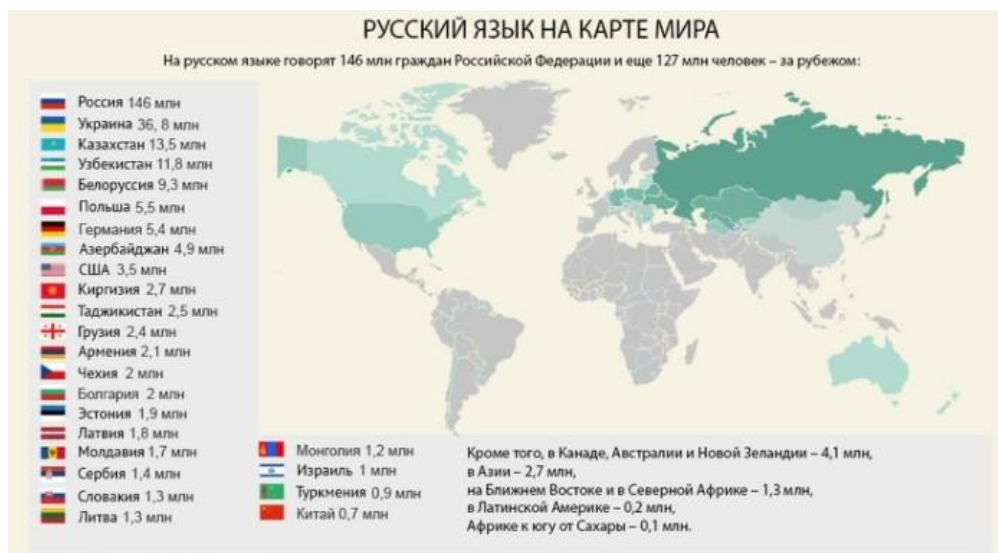 РУССКИЙ ЯЗЫК НА КАРТЕ МИРА
На русском языке говорят 146 млн граждан Российской Федерации и еще 127 млн человек – за рубежом:
Россия 146 млн
Украина 36, 8 млн
Казахстан 13,5 млн
Узбекистан 11,8 млн
Белоруссия 9,3 млн
Польша 5,5 млн
Германия 5,4 млн
Азербайджан 4,9 млн
США 3,5 млн
Киргизия 2,7 млн
Таджикистан 2,5 млн
Грузия 2,4 млн
Армения 2,1 млн
Чехия 2 млн
Болгария 2 млн
Эстония 1,9 млн
Латвия 1,8 млн
Молдавия 1,7 млн
Сербия 1,4 млн
Словакия 1,3 млн
Литва 1,3 млн
Монголия 1,2 млн
Израиль 1 млн
Туркмения 0,9 млн
Китай 0,7 млн
Кроме того, в Канаде, Австралии и Новой Зеландии – 4,1 млн,
в Азии – 2,7 млн,
на Ближнем Востоке и в Северной Африке – 1,3 млн,
в Латинской Америке – 0,2 млн,
Африке к югу от Сахары – 0,1 млн.